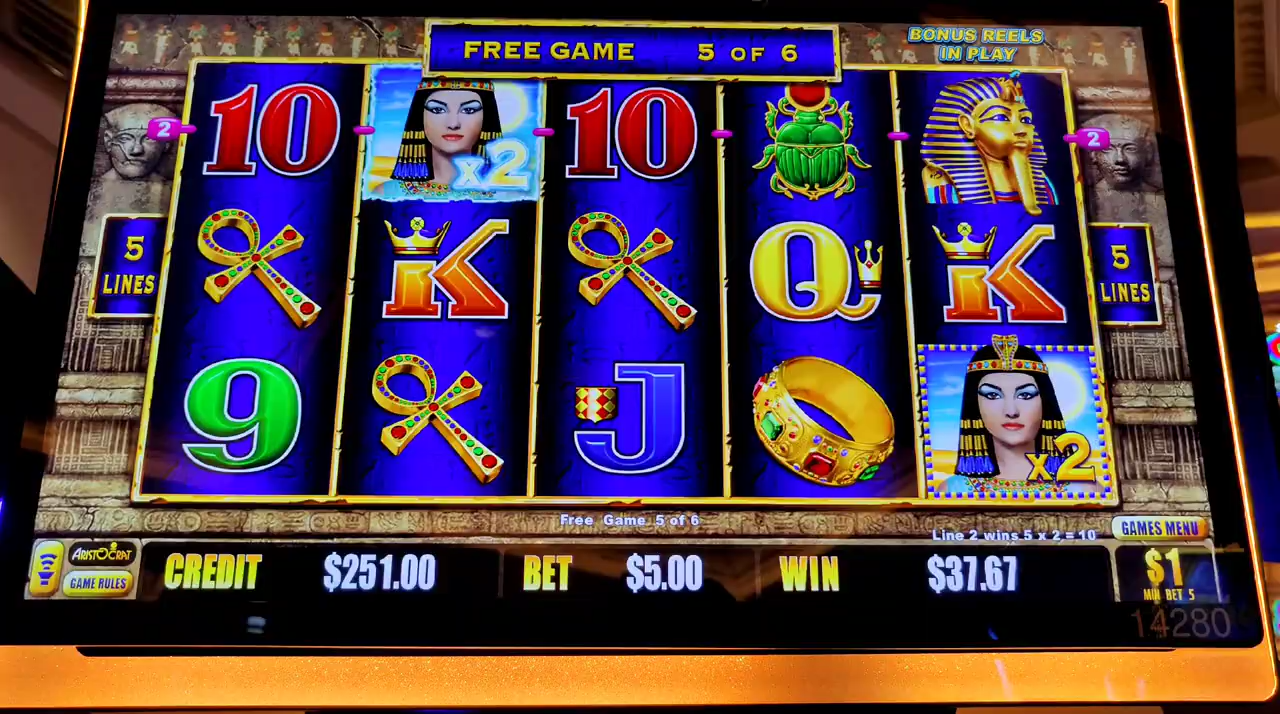 FREE GAME 5 OF 6
BONUS REELS
IN PLAY
10
x2
10
2
2
5
LINES
K
Q
K
5
LINES
9
J
x2
Free Game 5 of 6
Line 2 wins 5 x 2 = 10
GAMES MENU
ARISTOCRAT
GAME RULES
CREDIT $251.00 BET $5.00 WIN $37.67
$1
MIN BET 5
14280